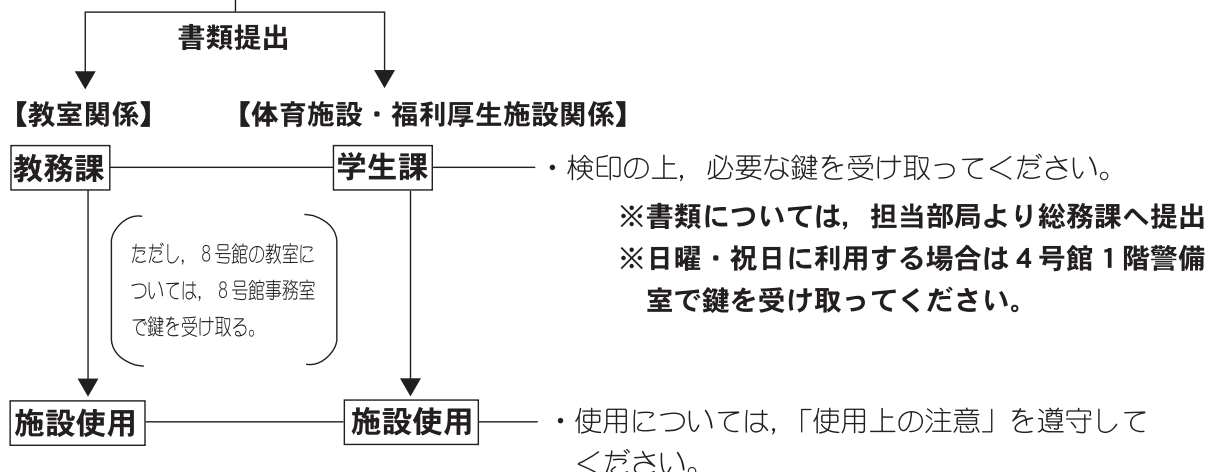 書類提出
【教室関係】
【体育施設・福利厚生施設関係】
教務課
学生課
・検印の上，必要な鍵を受け取ってください。
※書類については，担当部局より総務課へ提出
※日曜・祝日に利用する場合は４号館１階警備
室で鍵を受け取ってください。
ただし，８号館の教室に
ついては，８号館事務室
で鍵を受け取る。
施設使用
施設使用
・使用については，「使用上の注意」を遵守して
ください。